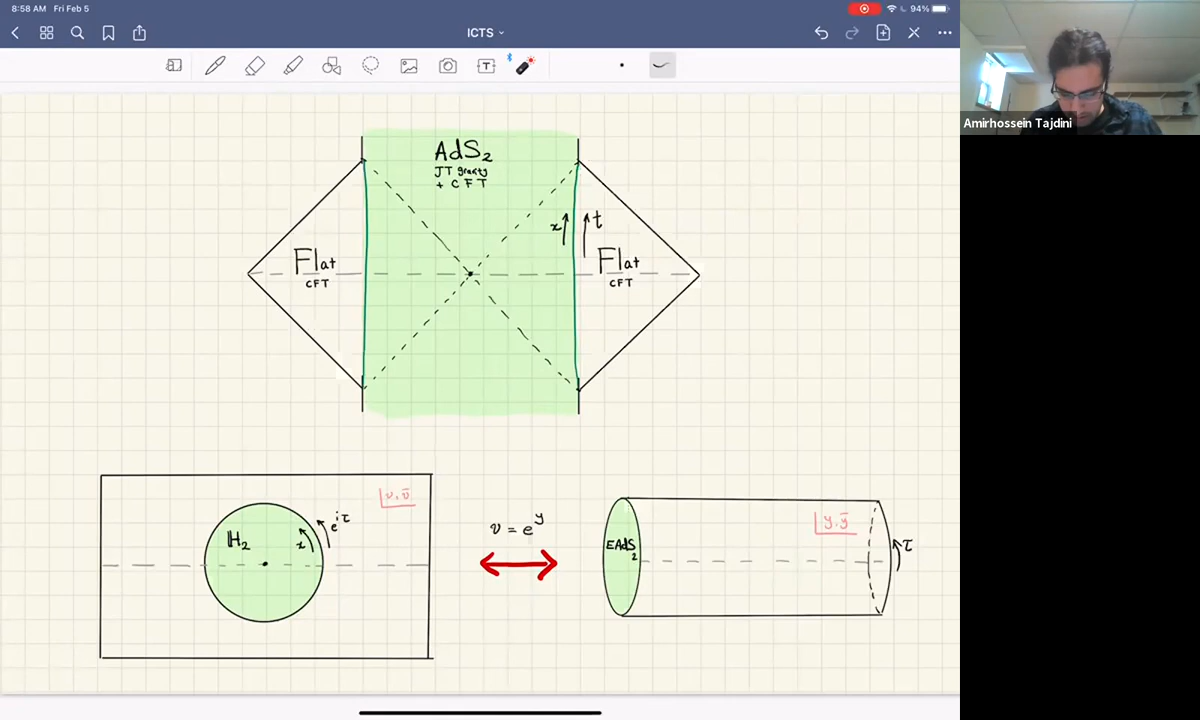 8:58 AM Fri Feb 5
94%
ICTS
T
Amirhossein Tajdini
AdS₂
JT gravity
+ CFT
x
t
Flat
CFT
Flat
CFT
H₂
x
e^{iτ}
v, v̄
v = e^y
EAdS₂
y, ȳ
τ